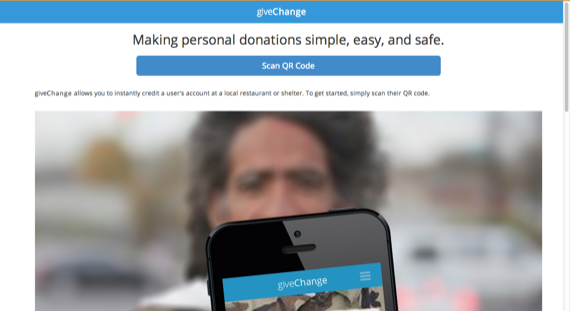 giveChange
Making personal donations simple, easy, and safe.
Scan QR Code
giveChange allows you to instantly credit a user's account at a local restaurant or shelter. To get started, simply scan their QR code.
giveChange